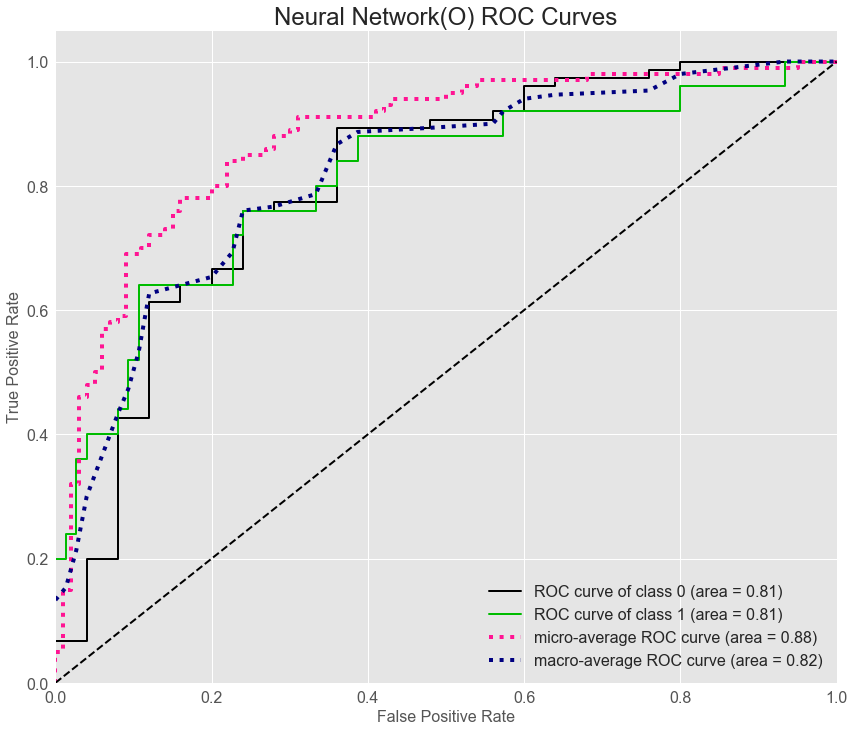 Neural Network(O) ROC Curves
1.0
0.8
0.6
0.4
0.2
0.0
True Positive Rate
0.0 0.2 0.4 0.6 0.8 1.0
False Positive Rate
ROC curve of class 0 (area = 0.81)
ROC curve of class 1 (area = 0.81)
micro-average ROC curve (area = 0.88)
macro-average ROC curve (area = 0.82)